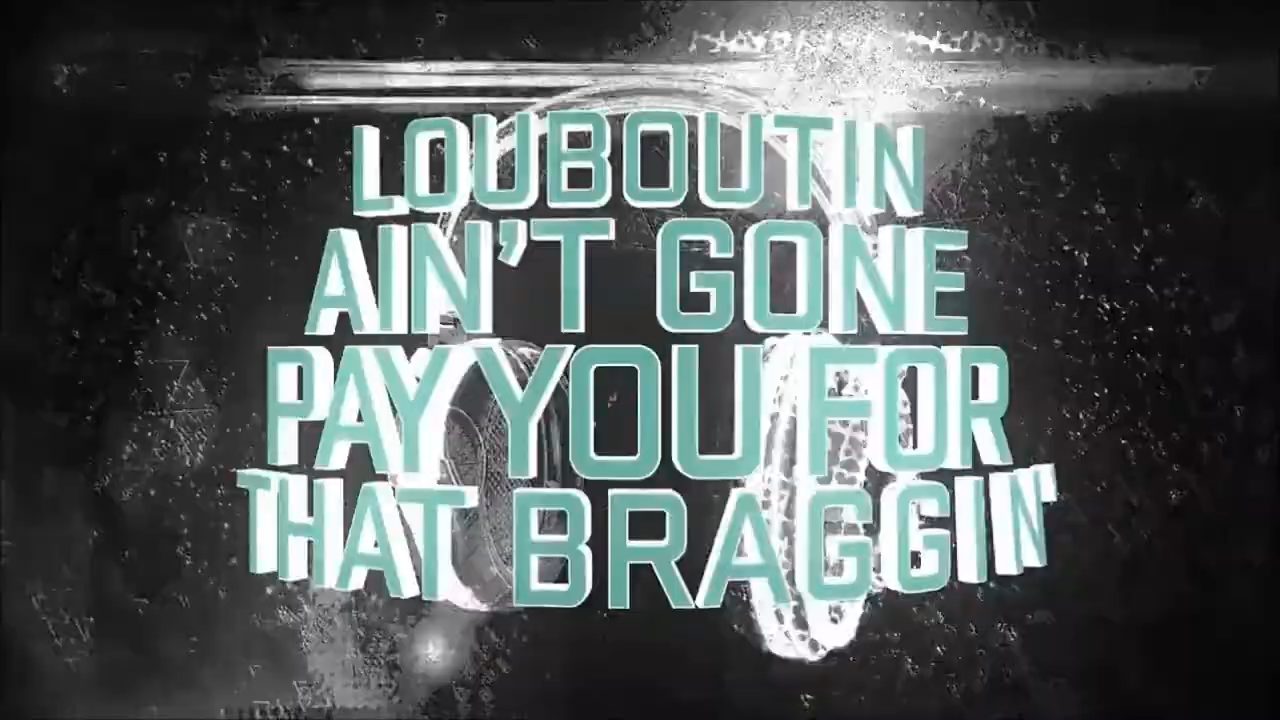 LOUBOUTIN
AIN'T GONE
PAY YOU FOR
THAT BRAGGIN'